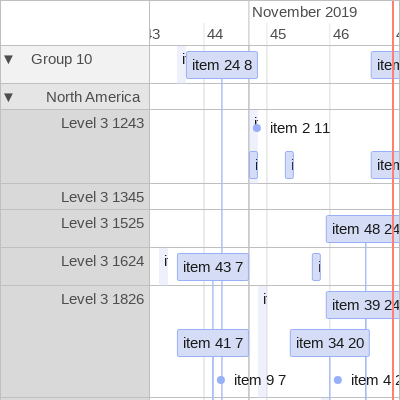 November 2019
43 44 45 46
▼ Group 10
item 24 8
▼ North America
Level 3 1243
item 2 11
Level 3 1345
Level 3 1525
item 48 24
Level 3 1624
item 43 7
Level 3 1826
item 39 24
item 41 7
item 34 20
item 9 7
item 4 2